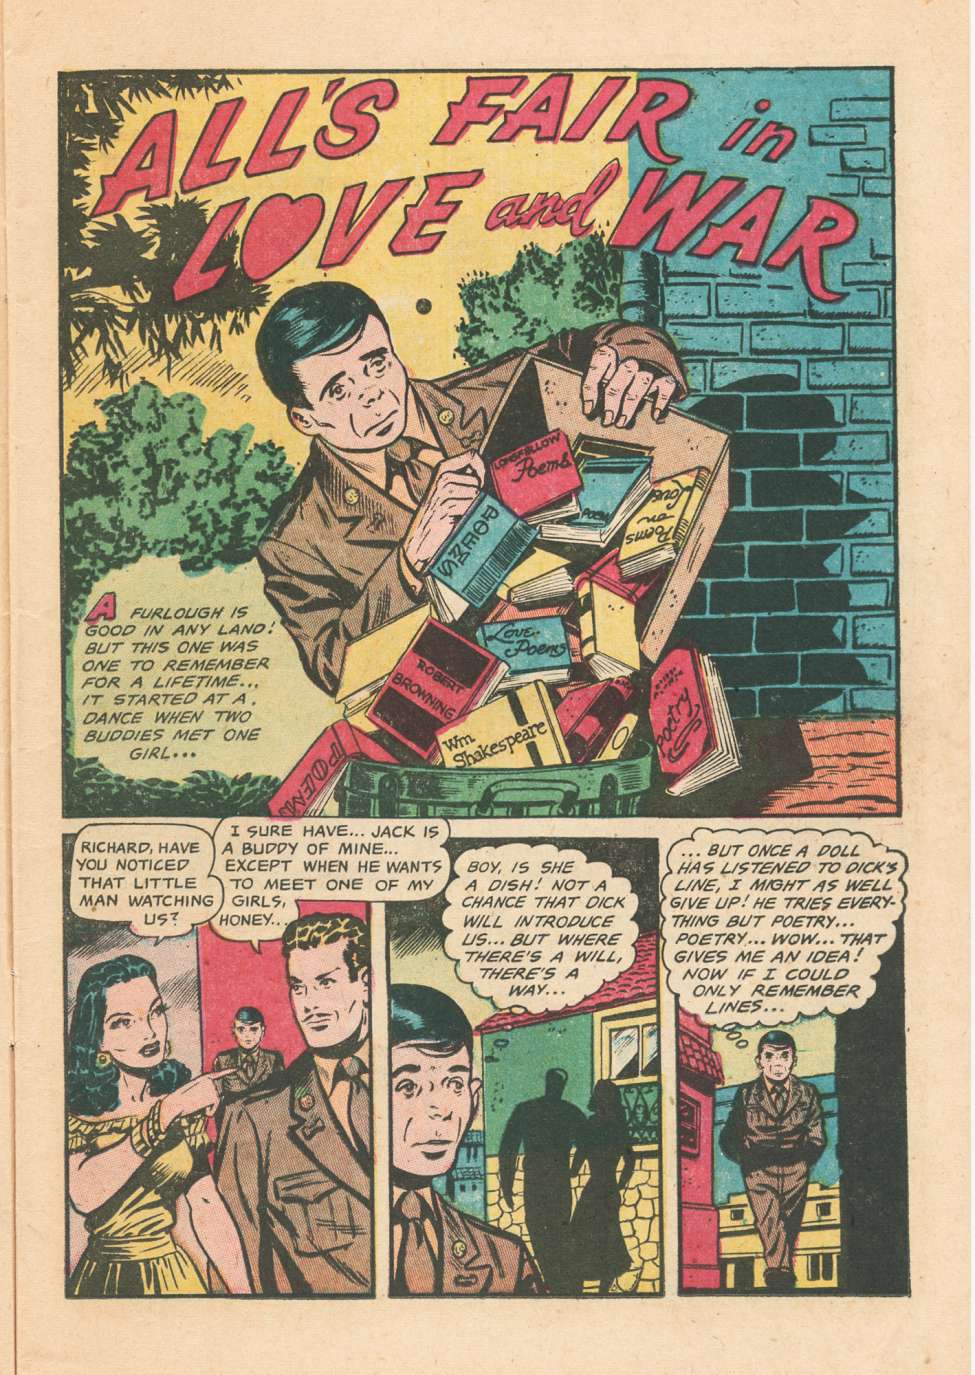 ALL'S FAIR in
LOVE and WAR
A FURLOUGH IS
GOOD IN ANY LAND!
BUT THIS ONE WAS
ONE TO REMEMBER
FOR A LIFETIME...
IT STARTED AT A
DANCE WHEN TWO
BUDDIES MET ONE
GIRL...
LONGFELLOW
Poems
POEM
Poems
on
Love
POEMS
Love
Poems
ROBERT
BROWNING
Wm
Shakespeare
poetry
POEMS
RICHARD, HAVE
YOU NOTICED
THAT LITTLE
MAN WATCHING
US?
I SURE HAVE... JACK IS
A BUDDY OF MINE...
EXCEPT WHEN HE WANTS
TO MEET ONE OF MY
GIRLS,
HONEY...
BOY, IS SHE
A DISH! NOT A
CHANCE THAT DICK
WILL INTRODUCE
US... BUT WHERE
THERE'S A WILL,
THERE'S A
WAY...
...BUT ONCE A DOLL
HAS LISTENED TO DICK'S
LINE, I MIGHT AS WELL
GIVE UP! HE TRIES EVERY-
THING BUT POETRY...
POETRY... WOW... THAT
GIVES ME AN IDEA!
NOW IF I COULD
ONLY REMEMBER
LINES...